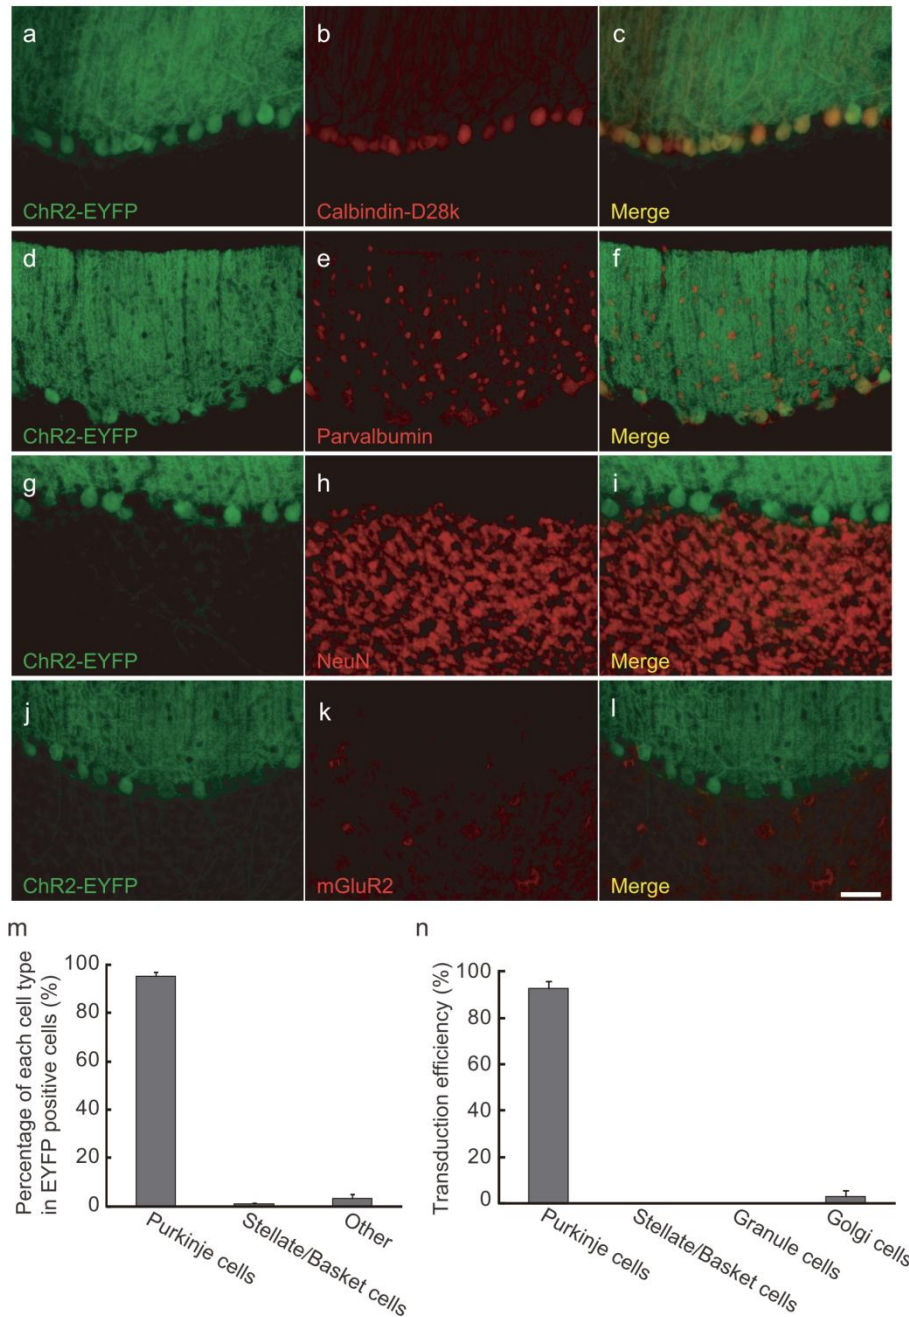 a
b
c
ChR2-EYFP
Calbindin-D28k
Merge
d
e
f
ChR2-EYFP
Parvalbumin
Merge
g
h
i
ChR2-EYFP
NeuN
Merge
j
k
l
ChR2-EYFP
mGluR2
Merge
m
Percentage of each cell type
in EYFP positive cells (%)
100
80
60
40
20
0
Purkinje cells
Stellate/Basket cells
Other
n
Transduction efficiency (%)
100
80
60
40
20
0
Purkinje cells
Stellate/Basket cells
Granule cells
Golgi cells